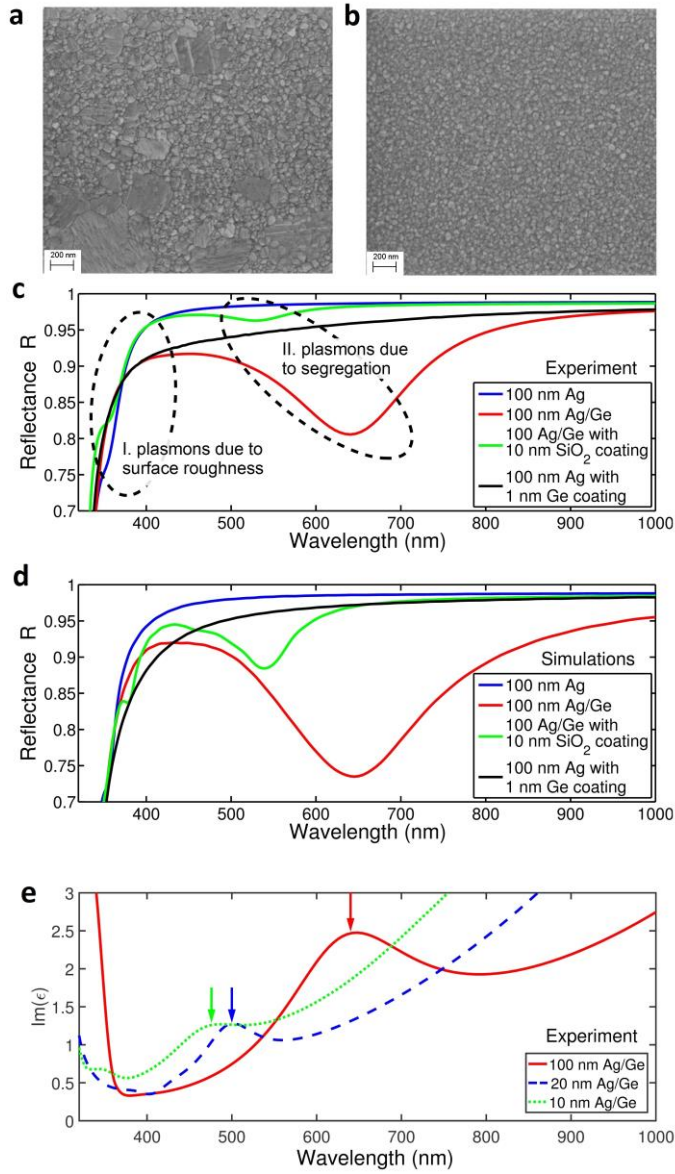 a
b
200 nm
200 nm
c
Reflectance R
1
0.95
0.9
0.85
0.8
0.75
0.7
II. plasmons due
to segregation
I. plasmons due to
surface roughness
Experiment
100 nm Ag
100 nm Ag/Ge
100 Ag/Ge with
10 nm SiO₂ coating
100 nm Ag with
1 nm Ge coating
400 500 600 700 800 900 1000
Wavelength (nm)
d
Reflectance R
1
0.95
0.9
0.85
0.8
0.75
0.7
Simulations
100 nm Ag
100 nm Ag/Ge
100 Ag/Ge with
10 nm SiO₂ coating
100 nm Ag with
1 nm Ge coating
400 500 600 700 800 900 1000
Wavelength (nm)
e
Im(ϵ)
3
2.5
2
1.5
1
0.5
0
Experiment
100 nm Ag/Ge
20 nm Ag/Ge
10 nm Ag/Ge
400 500 600 700 800 900 1000
Wavelength (nm)